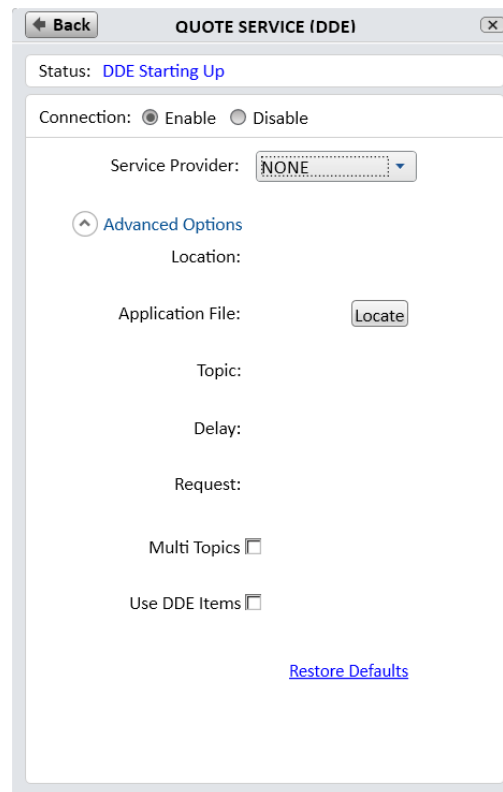 Back
QUOTE SERVICE (DDE)
Status: DDE Starting Up
Connection: Enable Disable
Service Provider: NONE
Advanced Options
Location:
Application File: Locate
Topic:
Delay:
Request:
Multi Topics
Use DDE Items
Restore Defaults